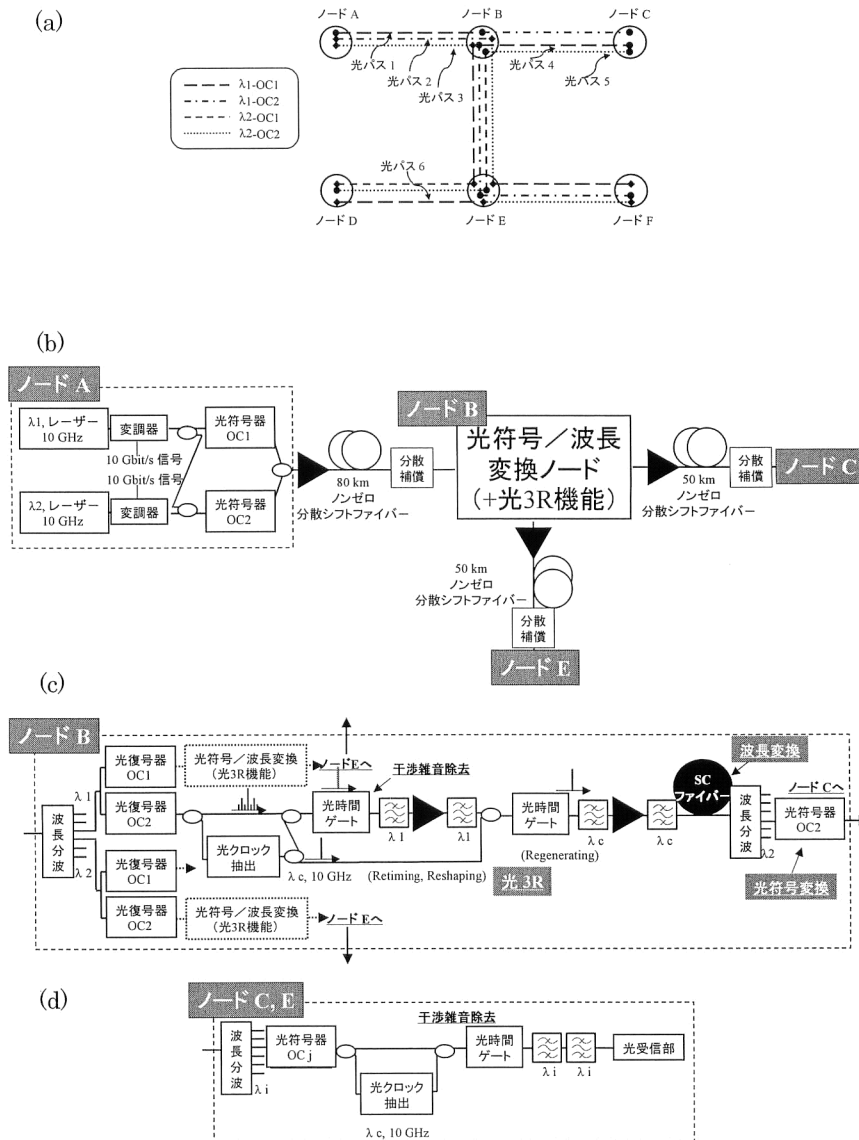 (a)
ノード A
ノード B
ノード C
λ1-OC1
λ1-OC2
λ2-OC1
λ2-OC2
光パス 1
光パス 2
光パス 3
光パス 4
光パス 5
光パス 6
ノード D
ノード E
ノード F
(b)
ノード A
λ1, レーザー
10 GHz
変調器
光符号器
OC1
10 Gbit/s 信号
10 Gbit/s 信号
λ2, レーザー
10 GHz
変調器
光符号器
OC2
80 km
ノンゼロ
分散シフトファイバー
分散
補償
ノード B
光符号/波長
変換ノード
(+光3R機能)
50 km
ノンゼロ
分散シフトファイバー
分散
補償
ノード C
50 km
ノンゼロ
分散シフトファイバー
分散
補償
ノード E
(c)
ノード B
波長分波
λ 1
λ 2
光復号器
OC1
光符号/波長変換
(光3R機能)
ノードEへ
光復号器
OC2
光クロック
抽出
λ c, 10 GHz
光時間
ゲート
干渉雑音除去
λ 1
λ1
(Retiming, Reshaping)
光 3R
光時間
ゲート
(Regenerating)
λ c
λ c
SC
ファイバー
波長変換
波長分波
λ2
ノード Cへ
光符号器
OC2
光符号変換
光復号器
OC1
光復号器
OC2
光符号/波長変換
(光3R機能)
ノード Eへ
(d)
ノード C, E
波長分波
λ i
光符号器
OC j
光クロック
抽出
λ c, 10 GHz
干渉雑音除去
光時間
ゲート
λ i
λ i
光受信部